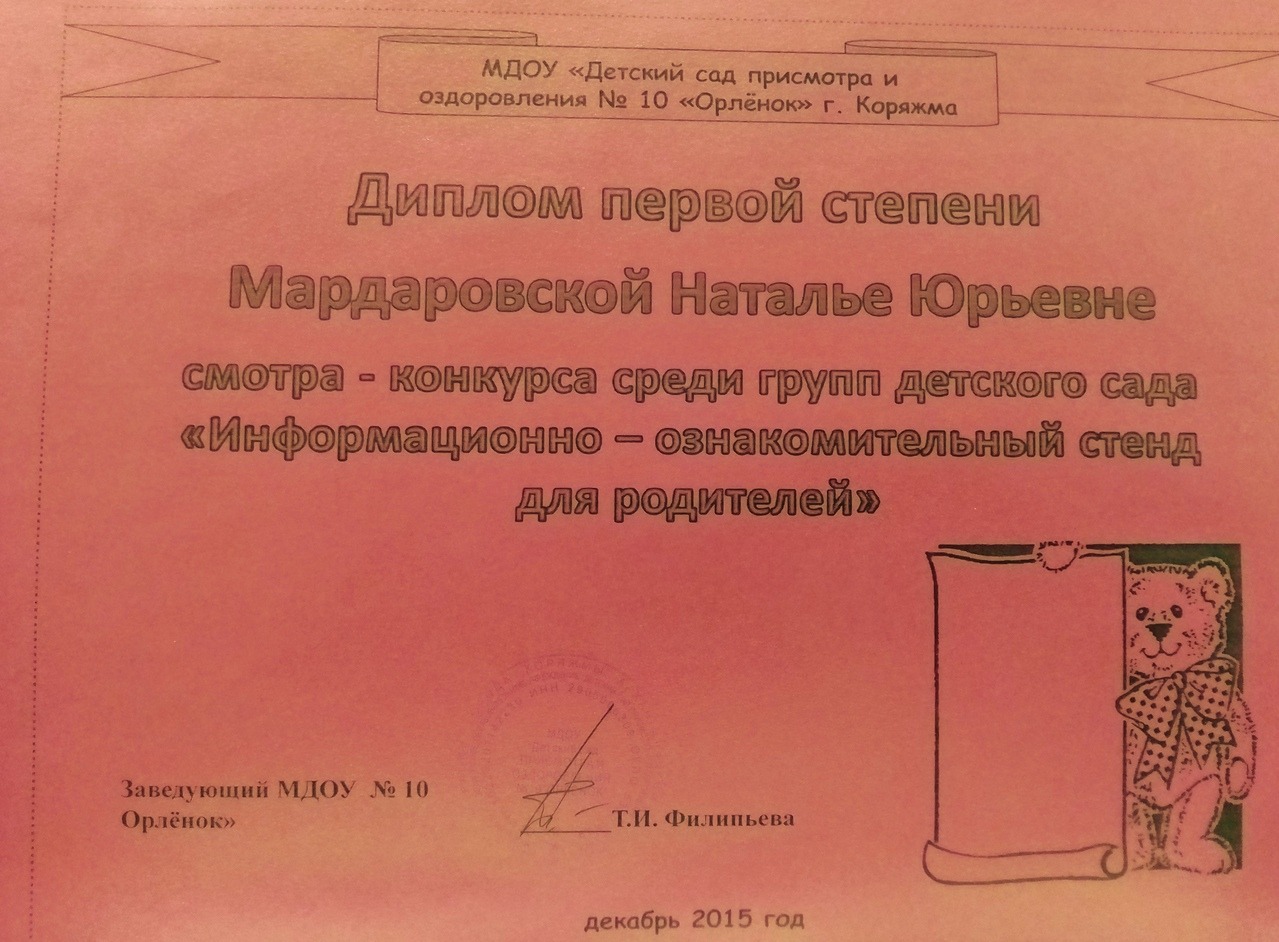 МДОУ «Детский сад присмотра и
оздоровления № 10 «Орлёнок» г. Коряжма
Диплом первой степени
Мардаровской Наталье Юрьевне
смотра - конкурса среди групп детского сада
«Информационно – ознакомительный стенд
для родителей»
Заведующий МДОУ № 10
Орлёнок»
Т.И. Филипьева
декабрь 2015 год